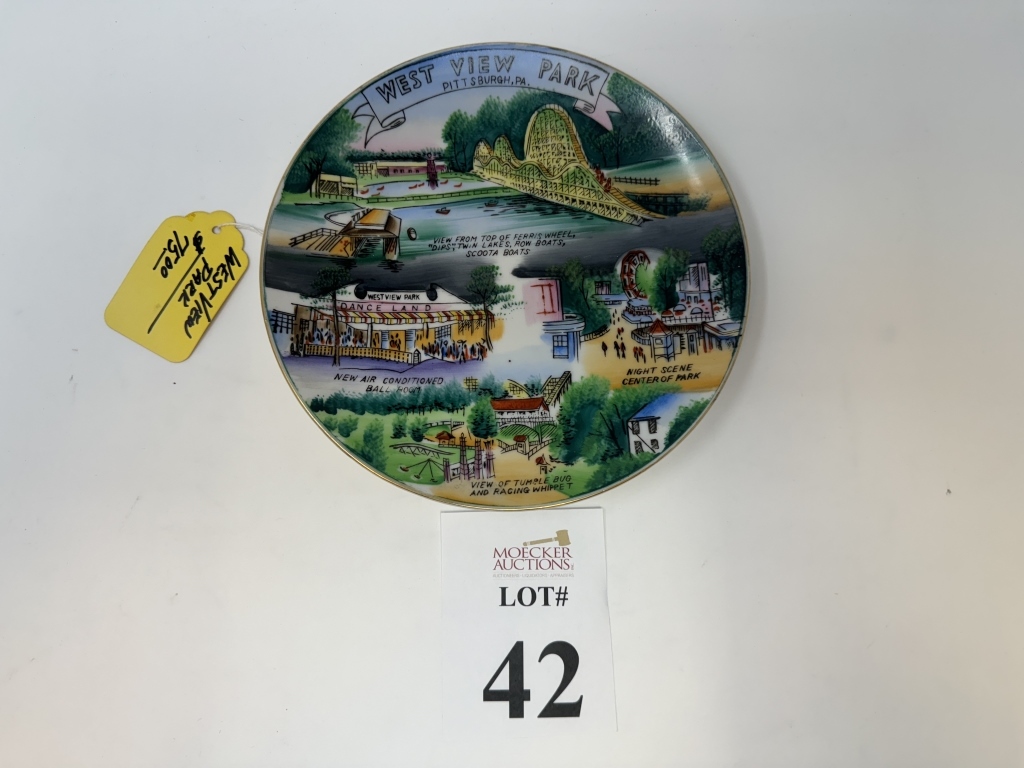 WEST VIEW PARK
PITTSBURGH, PA.
VIEW FROM TOP OF FERRIS WHEEL,
"DIPS", TWIN LAKES, ROW BOATS,
SCOOTA BOATS
WEST VIEW PARK
DANCE LAND
NEW AIR CONDITIONED
BALL ROOM
NIGHT SCENE
CENTER OF PARK
VIEW OF TUMBLE BUG
AND RACING WHIPPET
WEST VIEW
PARK
$ 75.00
MOECKER
AUCTIONS
LOT#
42